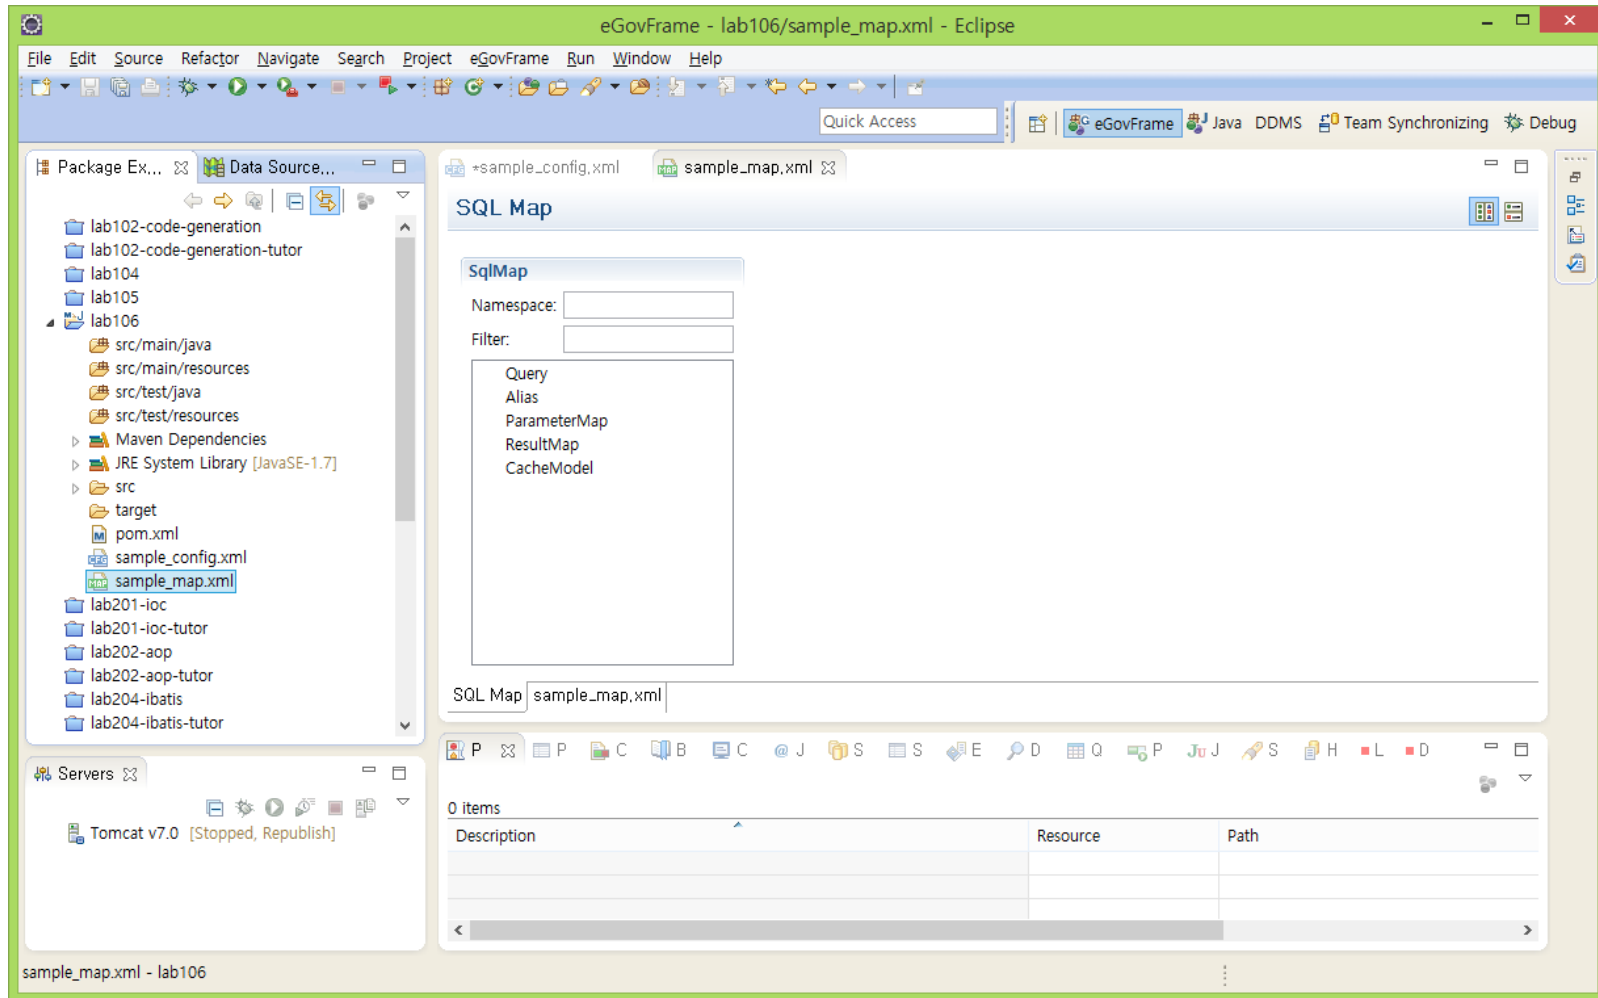 eGovFrame - lab106/sample_map.xml - Eclipse
File Edit Source Refactor Navigate Search Project eGovFrame Run Window Help
Quick Access
eGovFrame Java DDMS Team Synchronizing Debug
Package Ex... Data Source...
lab102-code-generation
lab102-code-generation-tutor
lab104
lab105
lab106
src/main/java
src/main/resources
src/test/java
src/test/resources
Maven Dependencies
JRE System Library [JavaSE-1.7]
src
target
pom.xml
sample_config.xml
sample_map.xml
lab201-ioc
lab201-ioc-tutor
lab202-aop
lab202-aop-tutor
lab204-ibatis
lab204-ibatis-tutor
Servers
Tomcat v7.0 [Stopped, Republish]
*sample_config.xml sample_map.xml
SQL Map
SqlMap
Namespace:
Filter:
Query
Alias
ParameterMap
ResultMap
CacheModel
SQL Map sample_map.xml
P P C B C @ J S S E D Q P Ju J S H L D
0 items
Description Resource Path
sample_map.xml - lab106